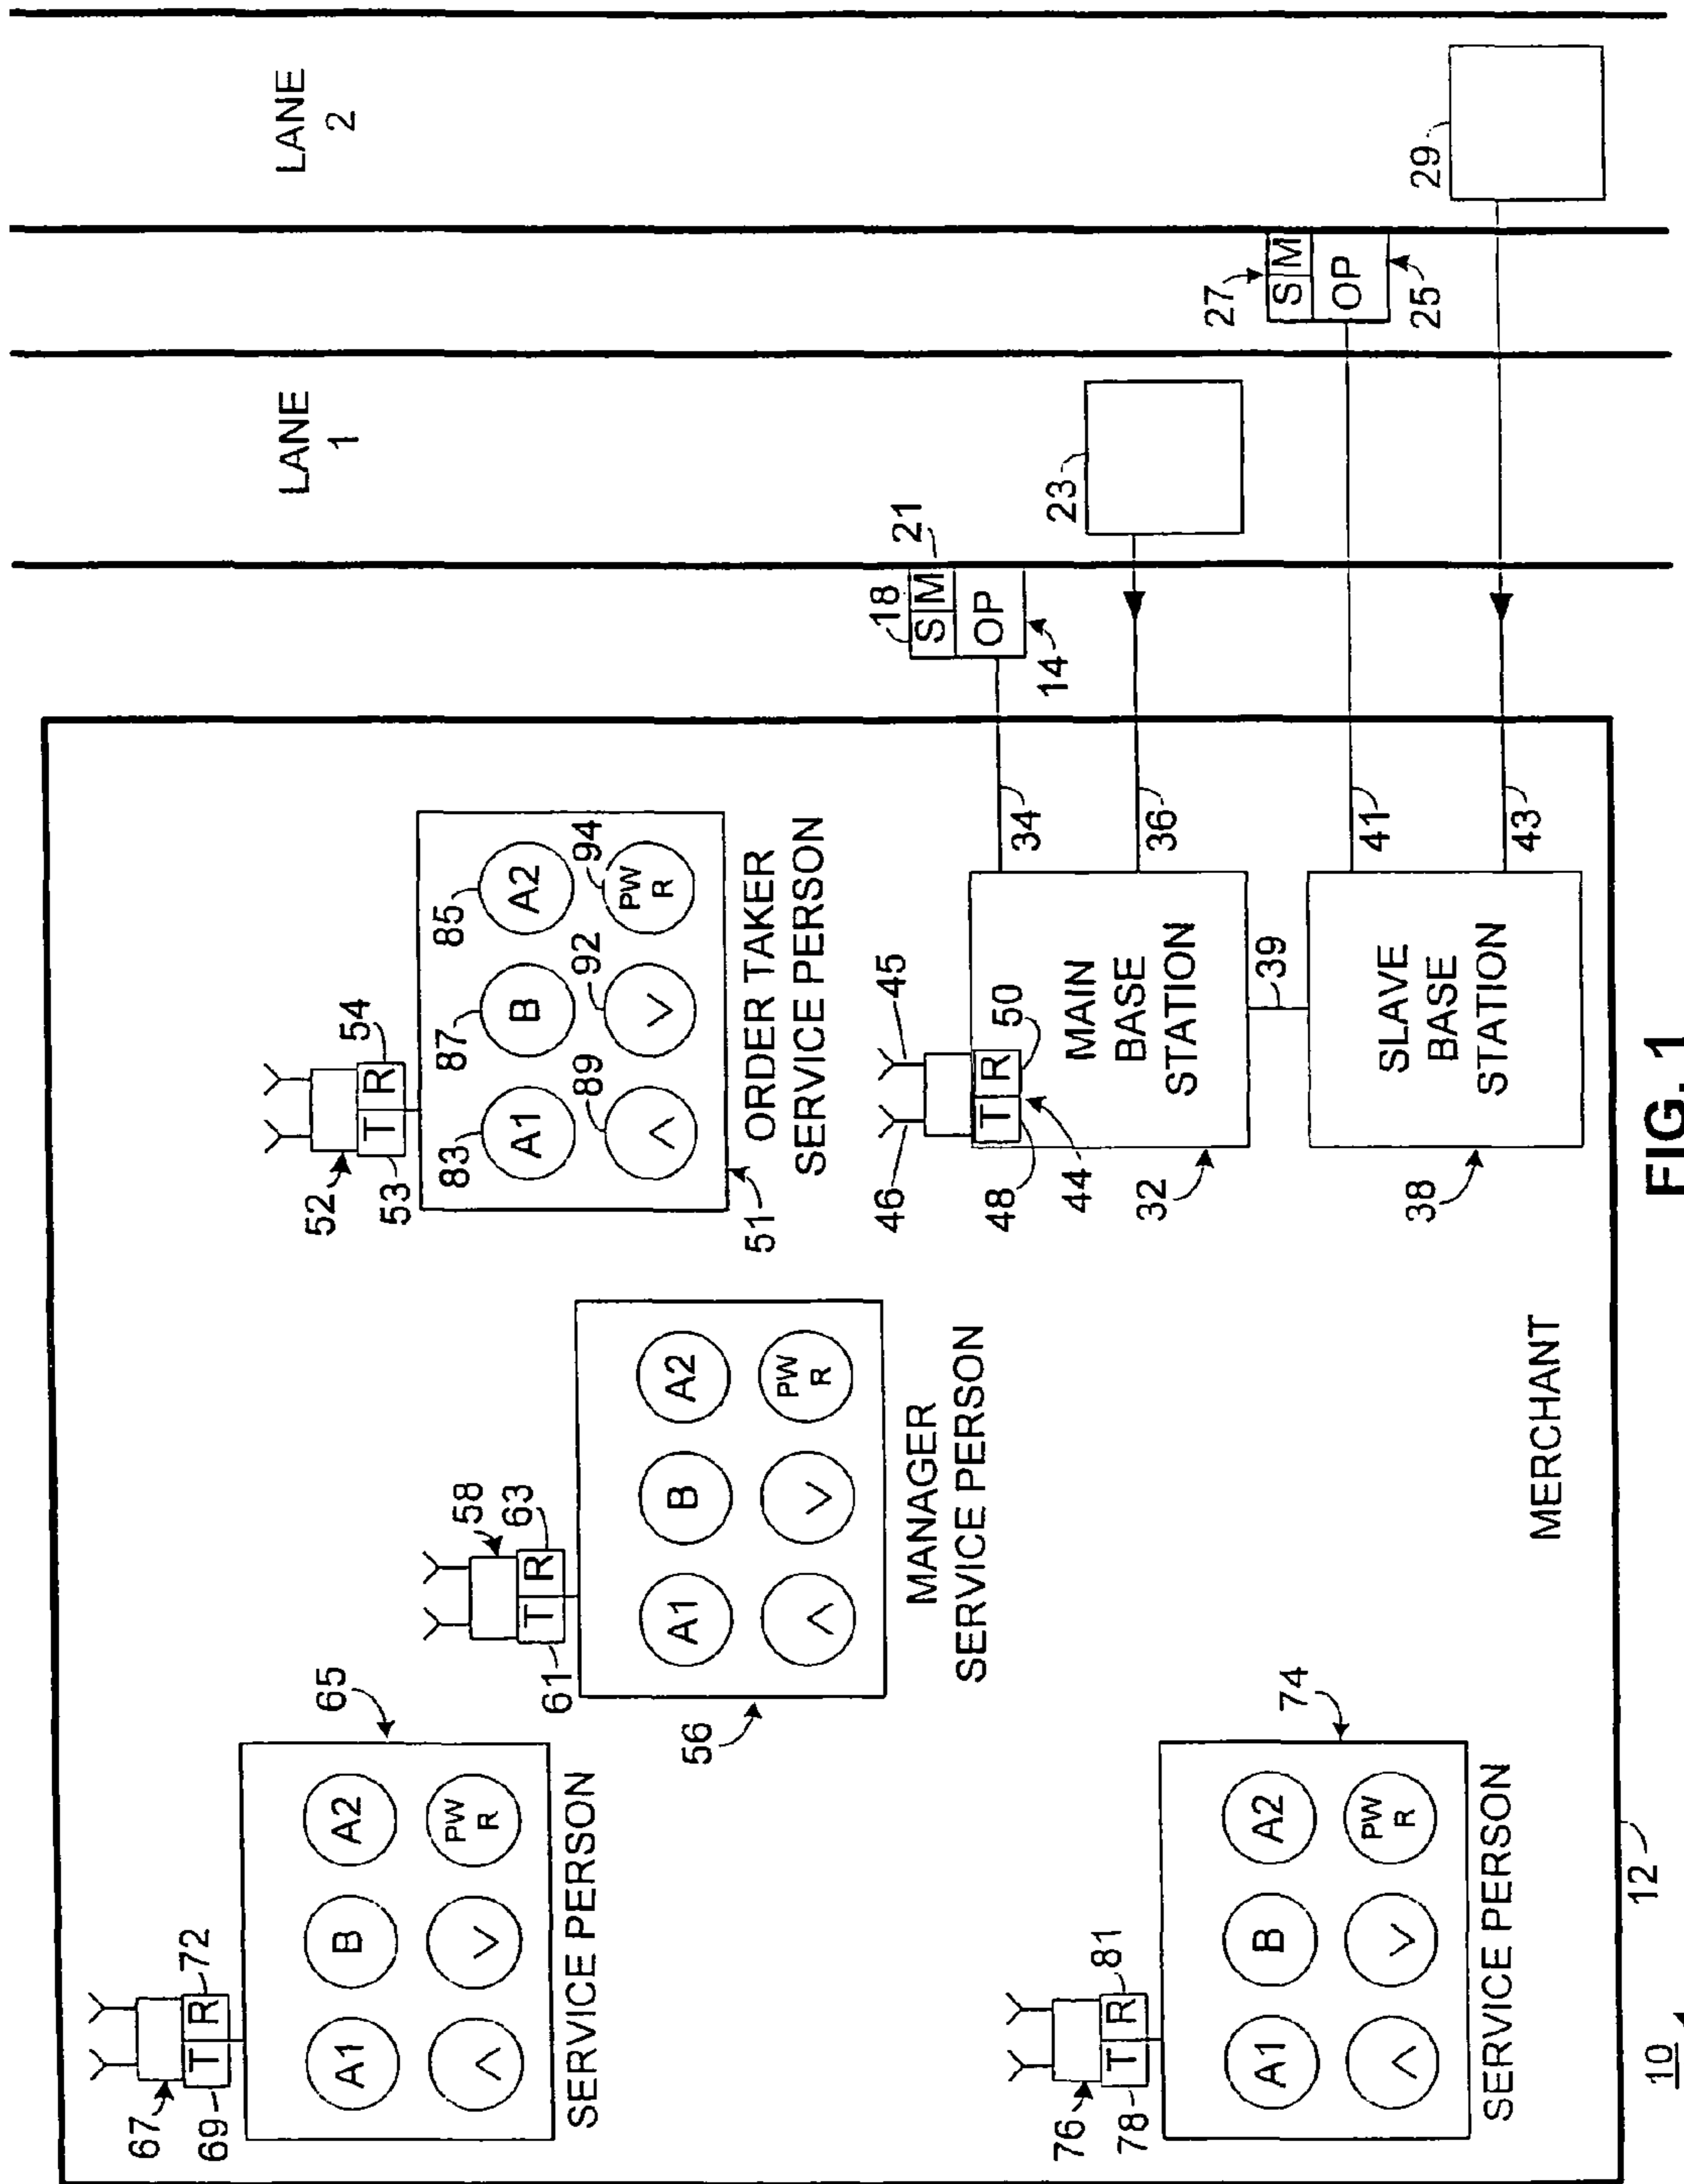 67
69
T R
72
A1 B A2
∧ ∨ PW R
SERVICE PERSON
65
58
61
T R
63
A1 B A2
∧ ∨ PW R
MANAGER
SERVICE PERSON
56
52
53
T R
54
83
87
85
A1 B A2
89
92
94
∧ ∨ PW R
51
ORDER TAKER
SERVICE PERSON
LANE
1
LANE
2
76
78
T R
81
A1 B A2
∧ ∨ PW R
SERVICE PERSON
74
MERCHANT
46
45
48
T R
50
44
MAIN
BASE
STATION
32
39
SLAVE
BASE
STATION
38
34
36
41
43
18
21
S M
OP
14
23
27
S M
OP
25
29
10
12
FIG. 1